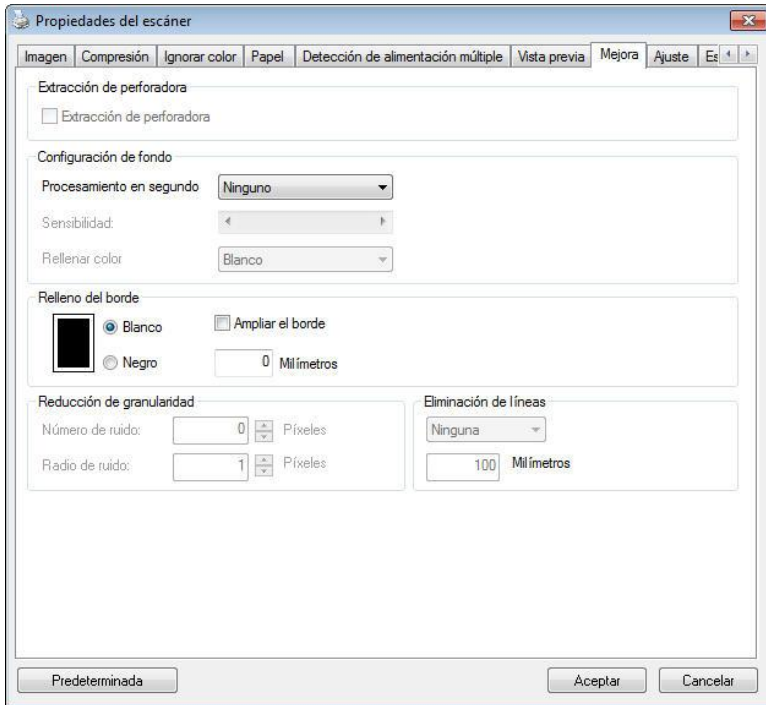 Propiedades del escáner
Imagen Compresión Ignorar color Papel Detección de alimentación múltiple Vista previa Mejora Ajuste Es
Extracción de perforadora
Extracción de perforadora
Configuración de fondo
Procesamiento en segundo Ninguno
Sensibilidad:
Rellenar color Blanco
Relleno del borde
Blanco Ampliar el borde
Negro 0 Milímetros
Reducción de granularidad Eliminación de líneas
Número de ruido: 0 Píxeles Ninguna
Radio de ruido: 1 Píxeles 100 Milímetros
Predeterminada Aceptar Cancelar